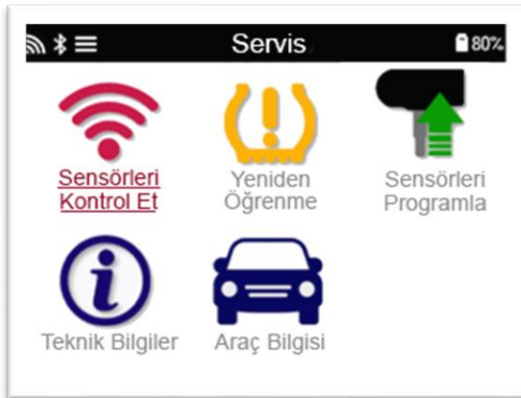 Servis
80%
Sensörleri
Kontrol Et
Yeniden
Öğrenme
Sensörleri
Programla
Teknik Bilgiler
Araç Bilgisi